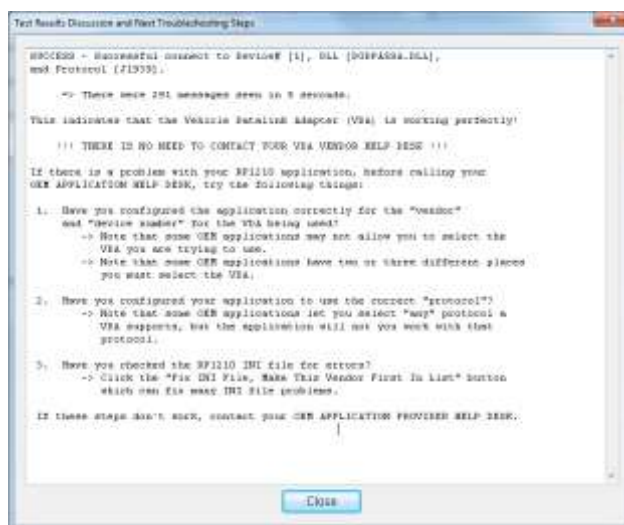 Test Results Discussion and Next Troubleshooting Steps
SUCCESS - Successful connect to Device# [1], DLL
and Protocol [J1939].
=> There were 291 messages seen in 5 seconds.
This indicates that the Vehicle Datalink Adapter (VDA) is working perfectly!
!!! THERE IS NO NEED TO CONTACT YOUR VDA VENDOR HELP DESK !!!
If there is a problem with your RP1210 application, before calling your
OEM APPLICATION HELP DESK, try the following things:
1. Have you configured the application correctly for the "vendor"
and "device number" for the VDA being used?
-> Note that some OEM applications may not allow you to select the
VDA you are trying to use.
-> Note that some OEM applications have two or three different places
you must select the VDA.
2. Have you configured your application to use the correct "protocol"?
-> Note that some OEM applications let you select "any" protocol a
VDA supports, but the application will not you work with that
protocol.
3. Have you checked the RP1210 INI file for errors?
-> Click the "Fix INI File, Make This Vendor First In List" button
which can fix many INI file problems.
If these steps don't work, contact your OEM APPLICATION PROVIDER HELP DESK.
Close